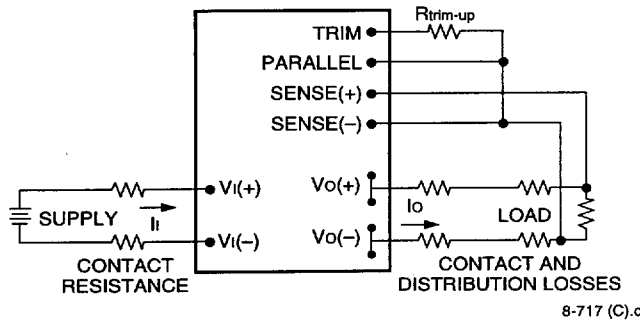 TRIM
Rtrim-up
PARALLEL
SENSE(+)
SENSE(–)
VI(+)
VO(+)
SUPPLY
II
IO
LOAD
VI(–)
VO(–)
CONTACT
RESISTANCE
CONTACT AND
DISTRIBUTION LOSSES
8-717 (C).c